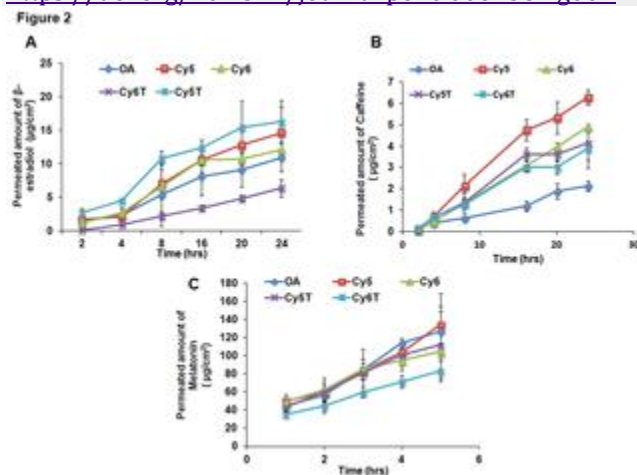 Figure 2
A
OA Cy5 Cy6
Cy6T Cy5T
Permeated amount of β-
estradiol (µg/cm²)
25
20
15
10
5
0
2 4 8 16 20 24
Time (hrs)
B
OA Cy5 Cy6
Cy5T Cy6T
Permeated amount of Caffeine
(µg/cm²)
7
6
5
4
3
2
1
0
0 10 20 30
Time (hrs)
C
OA Cy5 Cy6
Cy5T Cy6T
Permeated amount of
Melatonin
(µg/cm²)
180
160
140
120
100
80
60
40
20
0
0 2 4 6
Time (hrs)